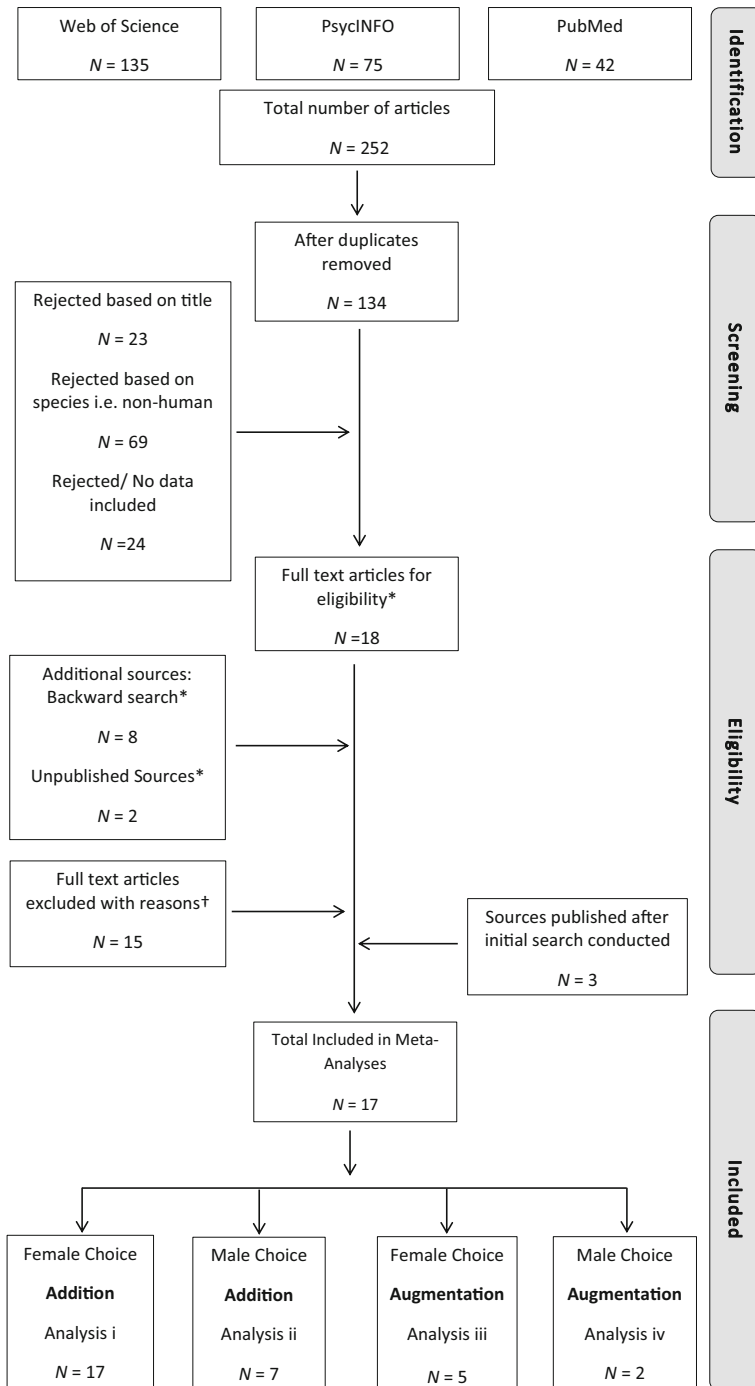 Web of Science
N = 135
PsycINFO
N = 75
PubMed
N = 42
Identification
Total number of articles
N = 252
Screening
After duplicates
removed
N = 134
Rejected based on title
N = 23
Rejected based on
species i.e. non-human
N = 69
Rejected/ No data
included
N =24
Eligibility
Full text articles for
eligibility*
N =18
Additional sources:
Backward search*
N = 8
Unpublished Sources*
N = 2
Full text articles
excluded with reasons†
N = 15
Sources published after
initial search conducted
N = 3
Included
Total Included in Meta-
Analyses
N = 17
Female Choice
Addition
Analysis i
N = 17
Male Choice
Addition
Analysis ii
N = 7
Female Choice
Augmentation
Analysis iii
N = 5
Male Choice
Augmentation
Analysis iv
N = 2